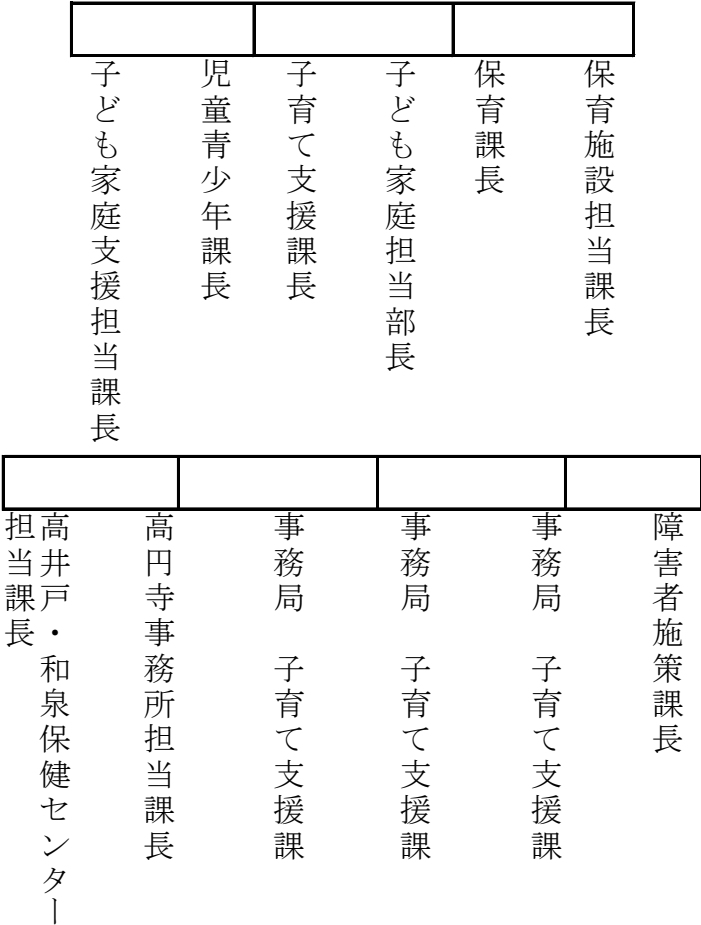 保育施設担当課長
保育課長
子ども家庭担当部長
子育て支援課長
児童青少年課長
子ども家庭支援担当課長
障害者施策課長
事務局　子育て支援課
事務局　子育て支援課
事務局　子育て支援課
高円寺事務所担当課長
高井戸・和泉保健センター
担当課長